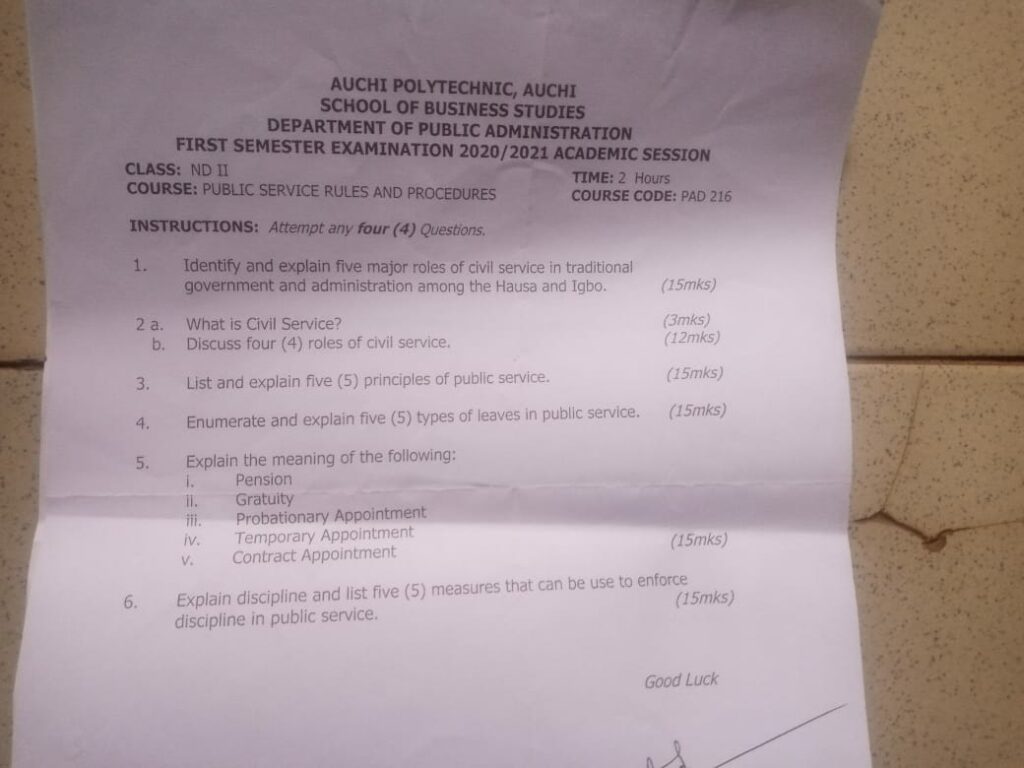 AUCHI POLYTECHNIC, AUCHI
SCHOOL OF BUSINESS STUDIES
DEPARTMENT OF PUBLIC ADMINISTRATION
FIRST SEMESTER EXAMINATION 2020/2021 ACADEMIC SESSION
CLASS: ND II TIME: 2 Hours
COURSE: PUBLIC SERVICE RULES AND PROCEDURES COURSE CODE: PAD 216
INSTRUCTIONS: Attempt any four (4) Questions.
1. Identify and explain five major roles of civil service in traditional
government and administration among the Hausa and Igbo. (15mks)
2 a. What is Civil Service? (3mks)
b. Discuss four (4) roles of civil service. (12mks)
3. List and explain five (5) principles of public service. (15mks)
4. Enumerate and explain five (5) types of leaves in public service. (15mks)
5. Explain the meaning of the following:
i. Pension
ii. Gratuity
iii. Probationary Appointment
iv. Temporary Appointment
v. Contract Appointment (15mks)
6. Explain discipline and list five (5) measures that can be use to enforce
discipline in public service. (15mks)
Good Luck